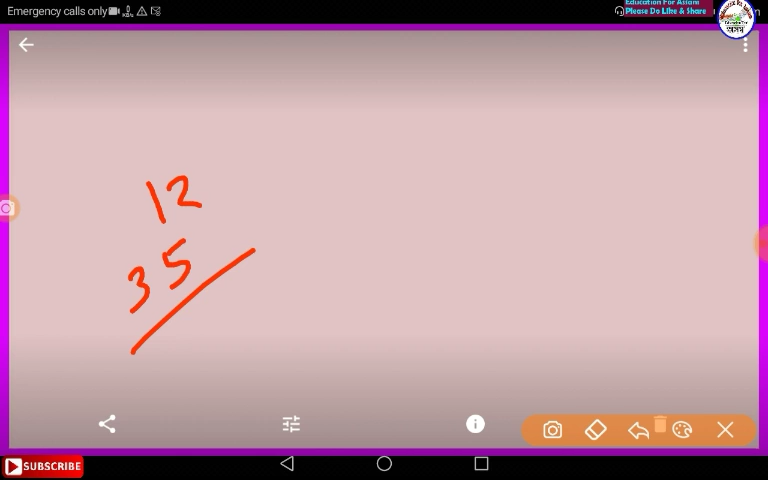 Emergency calls only
Education For Assam
Please Do Like & Share
12
35
SUBSCRIBE